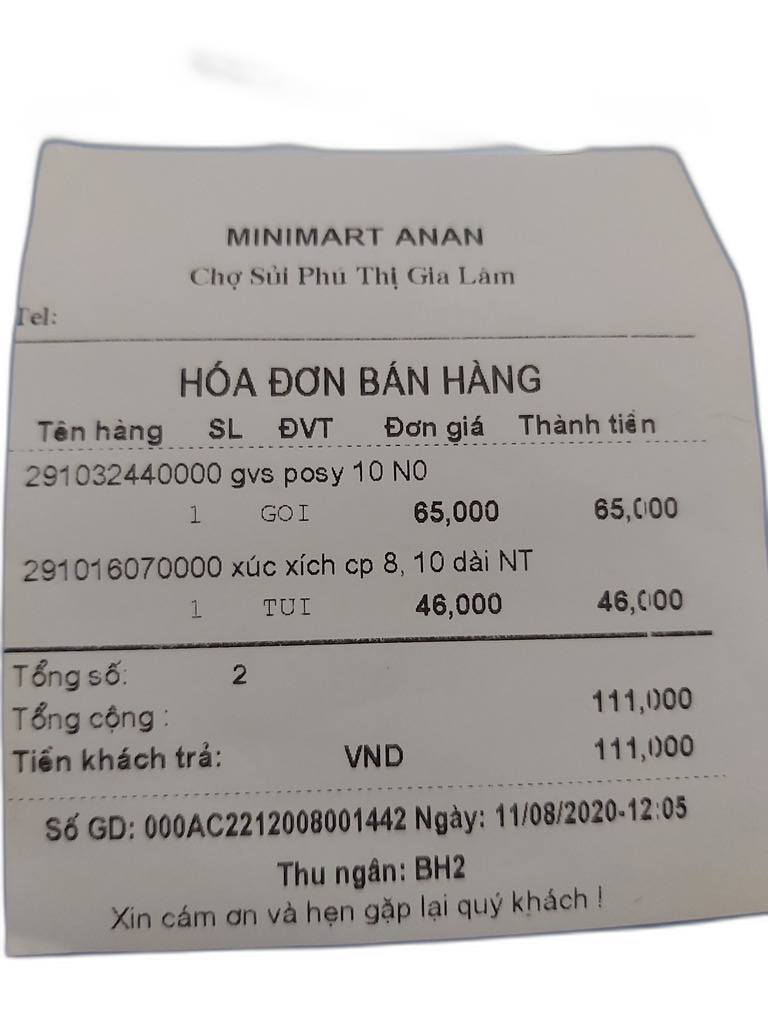 MINIMART ANAN
Chợ Sủi Phú Thị Gia Lâm
Tel:
HÓA ĐƠN BÁN HÀNG
Tên hàng SL ĐVT Đơn giá Thành tiền
291032440000 gvs posy 10 N0
1 GOI 65,000 65,000
291016070000 xúc xích cp 8, 10 dài NT
1 TUI 46,000 46,000
Tổng số: 2
Tổng cộng : 111,000
Tiền khách trả: VND 111,000
Số GD: 000AC2212008001442 Ngày: 11/08/2020-12:05
Thu ngân: BH2
Xin cám ơn và hẹn gặp lại quý khách !